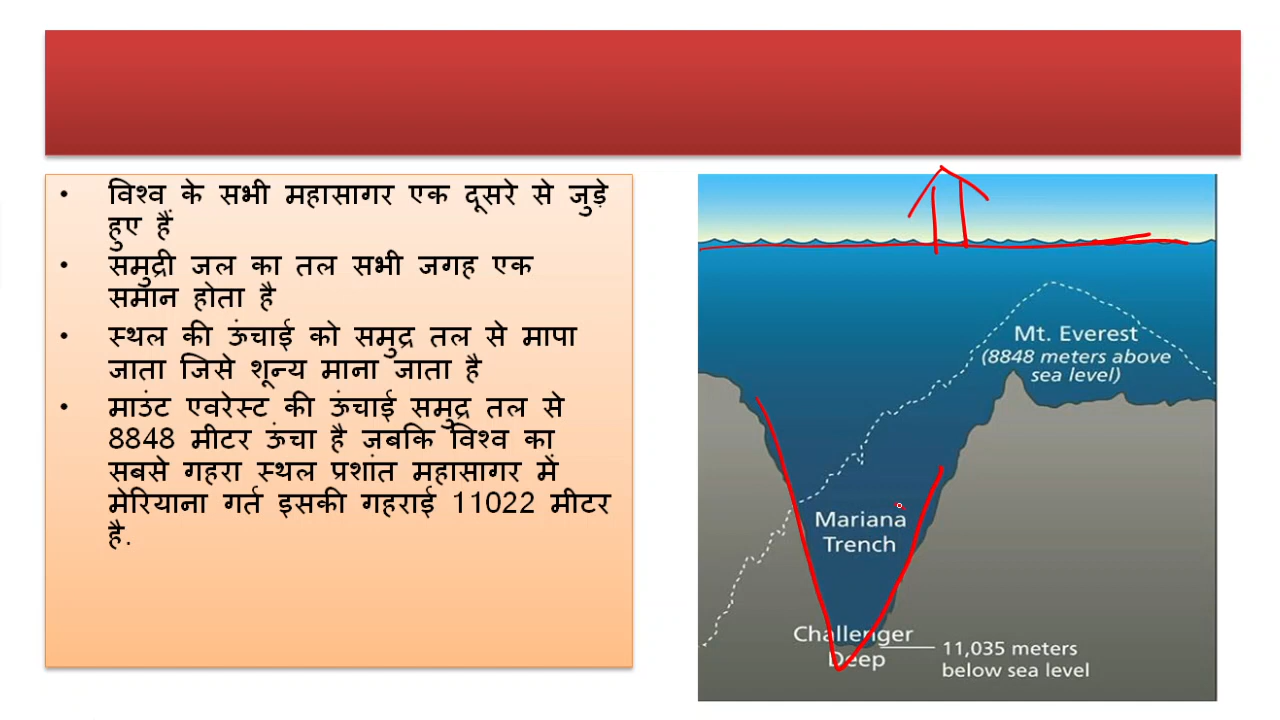 • विश्व के सभी महासागर एक दूसरे से जुड़े
हुए हैं
• समुद्री जल का तल सभी जगह एक
समान होता है
• स्थल की ऊंचाई को समुद्र तल से मापा
जाता जिसे शून्य माना जाता है
• माउंट एवरेस्ट की ऊंचाई समुद्र तल से
8848 मीटर ऊंचा है जबकि विश्व का
सबसे गहरा स्थल प्रशांत महासागर में
मेरियाना गर्त इसकी गहराई 11022 मीटर
है.
Mt. Everest
(8848 meters above
sea level)
Mariana
Trench
Challenger
Deep
11,035 meters
below sea level